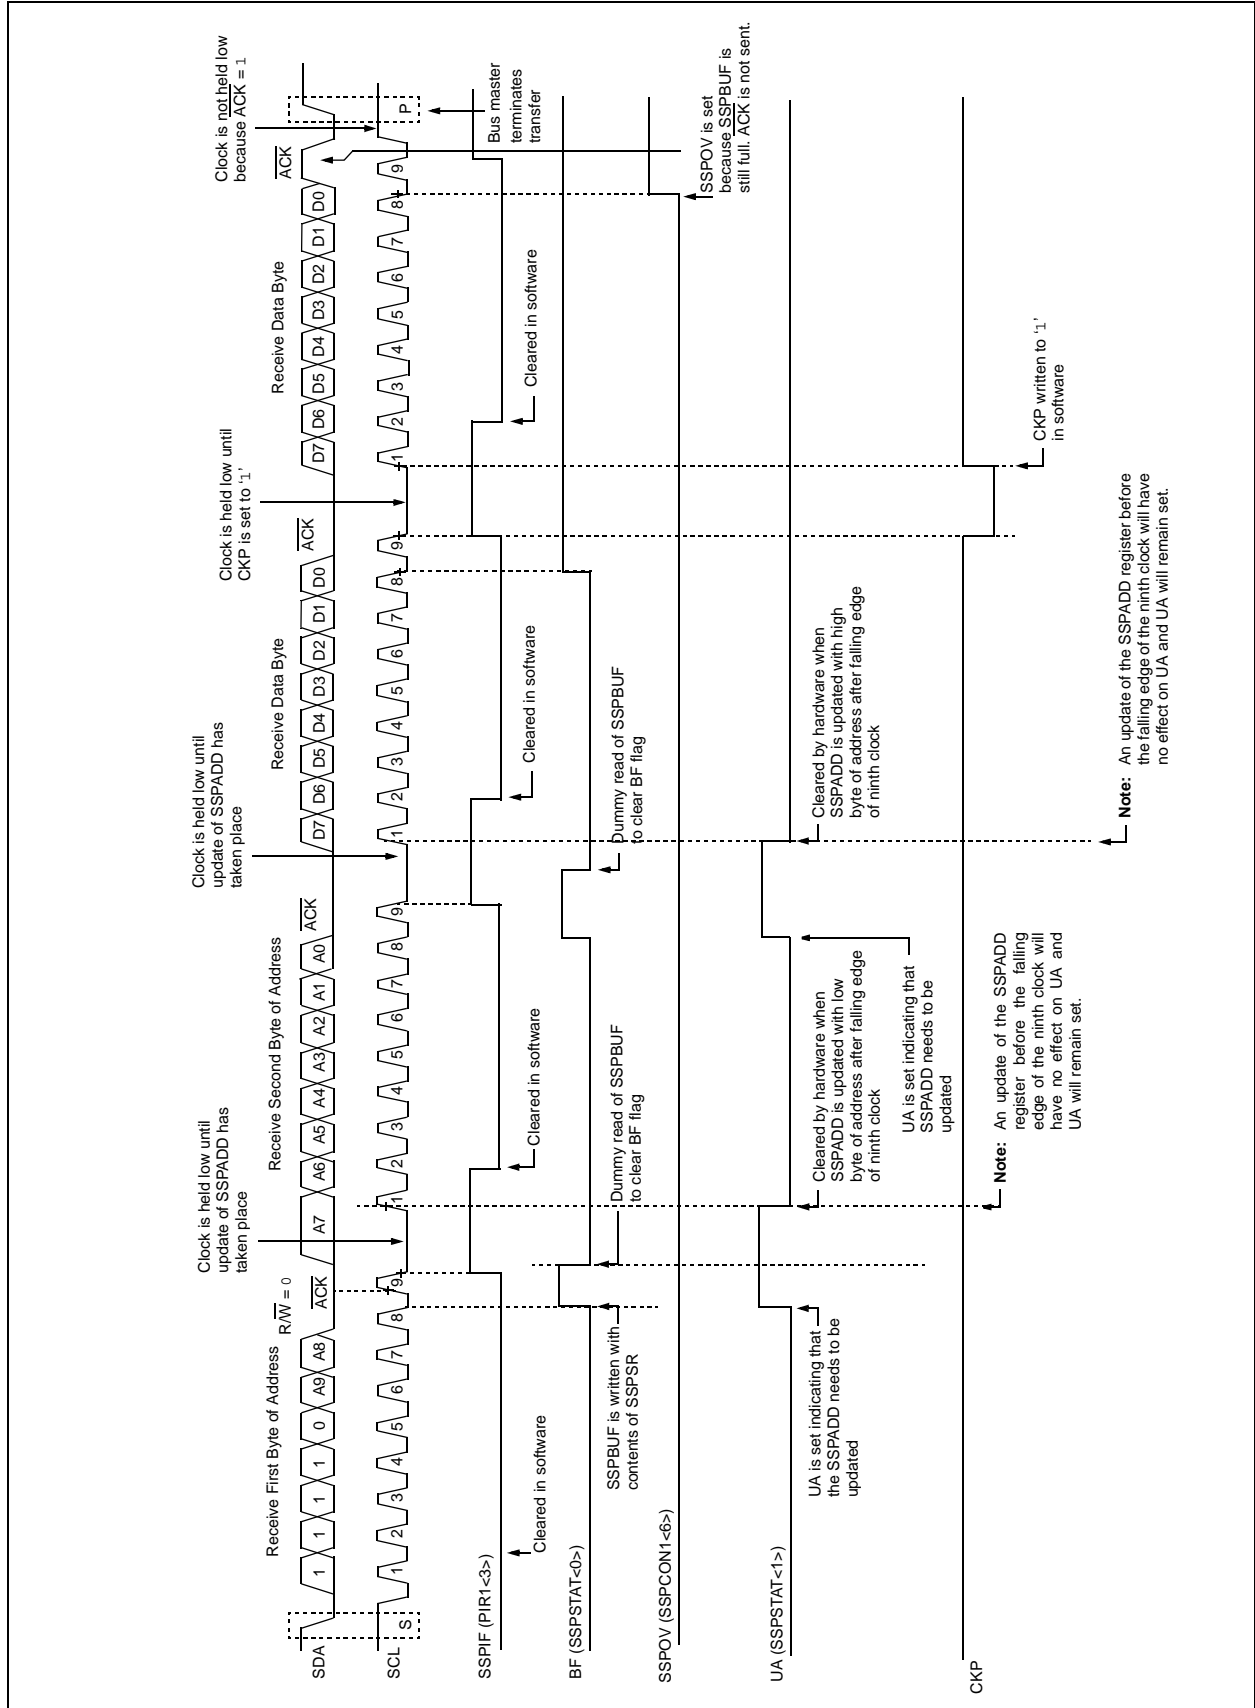 Receive First Byte of Address
R/W = 0
ACK
Clock is held low until
update of SSPADD has
taken place
Receive Second Byte of Address
ACK
Clock is held low until
update of SSPADD has
taken place
Receive Data Byte
ACK
Clock is held low until
CKP is set to ‘1’
Receive Data Byte
ACK
Clock is not held low
because ACK = 1
SDA
1 1 1 1 0 A9 A8
A7 A6 A5 A4 A3 A2 A1 A0
D7 D6 D5 D4 D3 D2 D1 D0
D7 D6 D5 D4 D3 D2 D1 D0
SCL
S
1 2 3 4 5 6 7 8 9
1 2 3 4 5 6 7 8 9
1 2 3 4 5 6 7 8 9
1 2 3 4 5 6 7 8 9
P
Bus master
terminates
transfer
SSPIF (PIR1<3>)
Cleared in software
Cleared in software
Cleared in software
Cleared in software
BF (SSPSTAT<0>)
SSPBUF is written with
contents of SSPSR
Dummy read of SSPBUF
to clear BF flag
Dummy read of SSPBUF
to clear BF flag
SSPOV (SSPCON1<6>)
SSPOV is set
because SSPBUF is
still full. ACK is not sent.
UA (SSPSTAT<1>)
UA is set indicating that
the SSPADD needs to be
updated
Cleared by hardware when
SSPADD is updated with low
byte of address after falling edge
of ninth clock
UA is set indicating that
SSPADD needs to be
updated
Cleared by hardware when
SSPADD is updated with high
byte of address after falling edge
of ninth clock
CKP
CKP written to ‘1’
in software
Note: An update of the SSPADD
register before the falling
edge of the ninth clock will
have no effect on UA and
UA will remain set.
Note: An update of the SSPADD register before
the falling edge of the ninth clock will have
no effect on UA and UA will remain set.